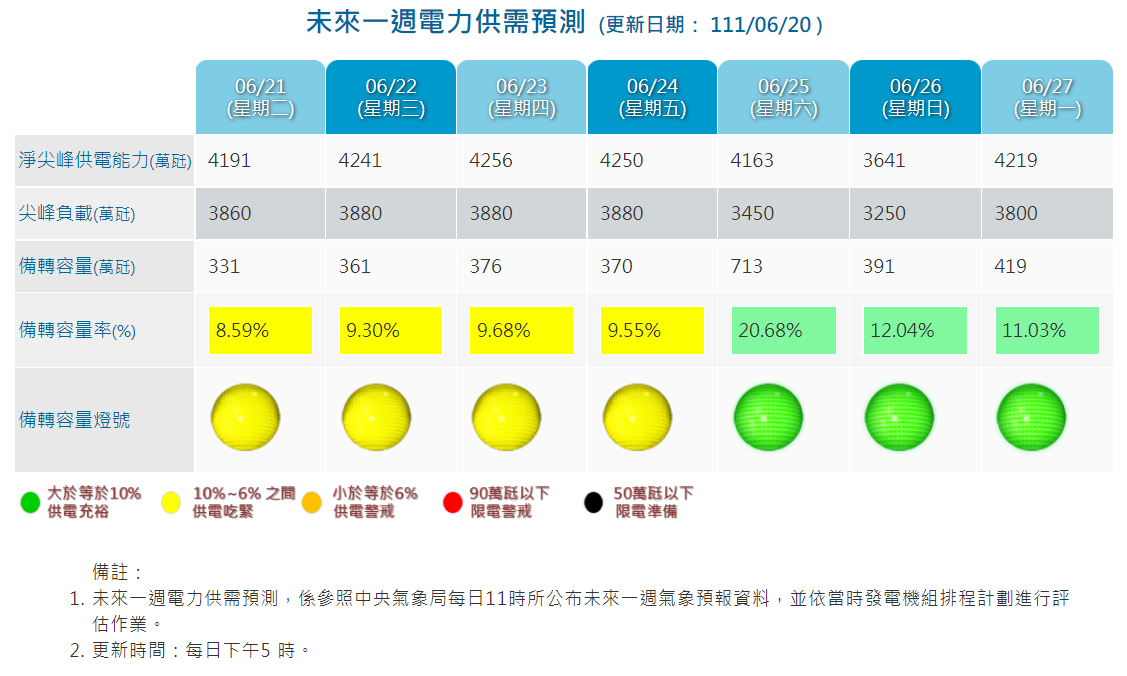 未來一週電力供需預測 (更新日期： 111/06/20 )
06/21 06/22 06/23 06/24 06/25 06/26 06/27
(星期二) (星期三) (星期四) (星期五) (星期六) (星期日) (星期一)
淨尖峰供電能力(萬瓩) 4191 4241 4256 4250 4163 3641 4219
尖峰負載(萬瓩) 3860 3880 3880 3880 3450 3250 3800
備轉容量(萬瓩) 331 361 376 370 713 391 419
備轉容量率(%) 8.59% 9.30% 9.68% 9.55% 20.68% 12.04% 11.03%
備轉容量燈號
大於等於10% 10%~6% 之間 小於等於6% 90萬瓩以下 50萬瓩以下
供電充裕 供電吃緊 供電警戒 限電警戒 限電準備
備註：
1. 未來一週電力供需預測，係參照中央氣象局每日11時所公布未來一週氣象預報資料，並依當時發電機組排程計劃進行評
估作業。
2. 更新時間：每日下午5 時。